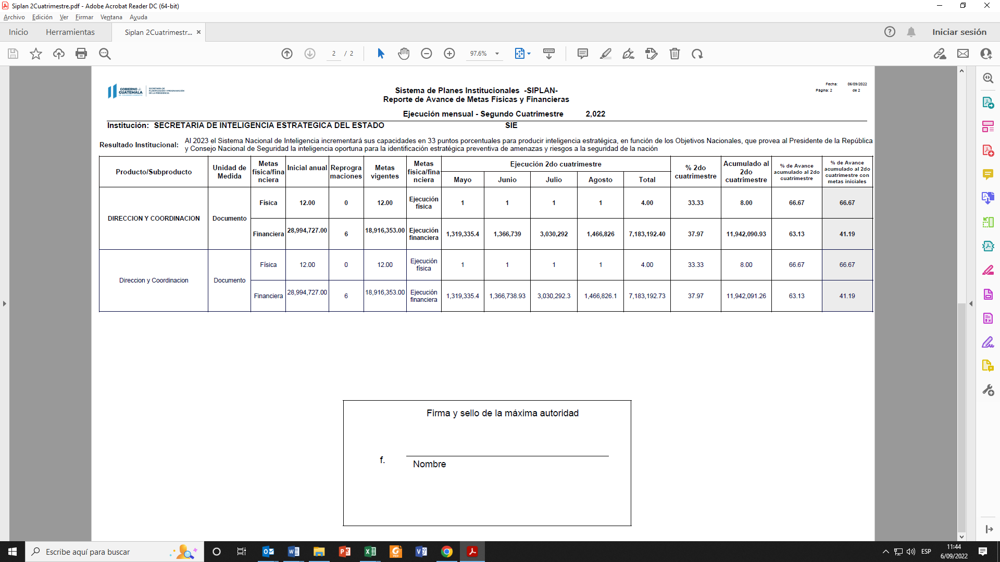 Siplan 2Cuatrimestre.pdf - Adobe Acrobat Reader DC (64-bit)
Archivo Edición Ver Firmar Ventana Ayuda
Inicio Herramientas Siplan 2Cuatrimestr... × Iniciar sesión
2 / 2 97.6%
GOBIERNO de
GUATEMALA
SECRETARÍA DE
PLANIFICACIÓN Y PROGRAMACIÓN
DE LA PRESIDENCIA
Fecha: 06/09/2022
Página: 2 de 2
Sistema de Planes Institucionales -SIPLAN-
Reporte de Avance de Metas Físicas y Financieras
Ejecución mensual - Segundo Cuatrimestre 2,022
Institución: SECRETARIA DE INTELIGENCIA ESTRATEGICA DEL ESTADO SIE
Resultado Institucional: Al 2023 el Sistema Nacional de Inteligencia incrementará sus capacidades en 33 puntos porcentuales para producir inteligencia estratégica, en función de los Objetivos Nacionales, que provea al Presidente de la República
y Consejo Nacional de Seguridad la inteligencia oportuna para la identificación estratégica preventiva de amenazas y riesgos a la seguridad de la nación
Producto/Subproducto
Unidad de
Medida
Metas
física/fina
nciera
Inicial anual
Reprogra
maciones
Metas
vigentes
Metas
física/fina
nciera
Ejecución 2do cuatrimestre
Mayo Junio Julio Agosto Total
% 2do
cuatrimestre
Acumulado al
2do
cuatrimestre
% de Avance
acumulado al 2do
cuatrimestre
% de Avance
acumulado al 2do
cuatrimestre con
metas iniciales
DIRECCION Y COORDINACION Documento
Física 12.00 0 12.00 Ejecución
física 1 1 1 1 4.00 33.33 8.00 66.67 66.67
Financiera 28,994,727.00 6 18,916,353.00 Ejecución
financiera 1,319,335.4 1,366,739 3,030,292 1,466,826 7,183,192.40 37.97 11,942,090.93 63.13 41.19
Direccion y Coordinacion Documento
Física 12.00 0 12.00 Ejecución
física 1 1 1 1 4.00 33.33 8.00 66.67 66.67
Financiera 28,994,727.00 6 18,916,353.00 Ejecución
financiera 1,319,335.4 1,366,738.93 3,030,292.3 1,466,826.1 7,183,192.73 37.97 11,942,091.26 63.13 41.19
Firma y sello de la máxima autoridad
f.
Nombre
Escribe aquí para buscar
ESP
11:44
6/09/2022